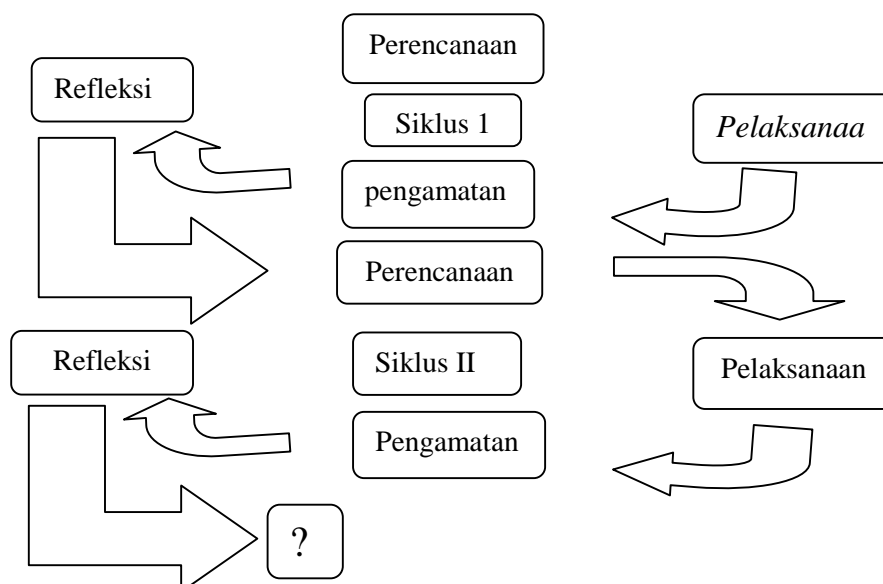 Perencanaan
Refleksi
Siklus 1
Pelaksanaa
pengamatan
Perencanaan
Refleksi
Siklus II
Pelaksanaan
Pengamatan
?